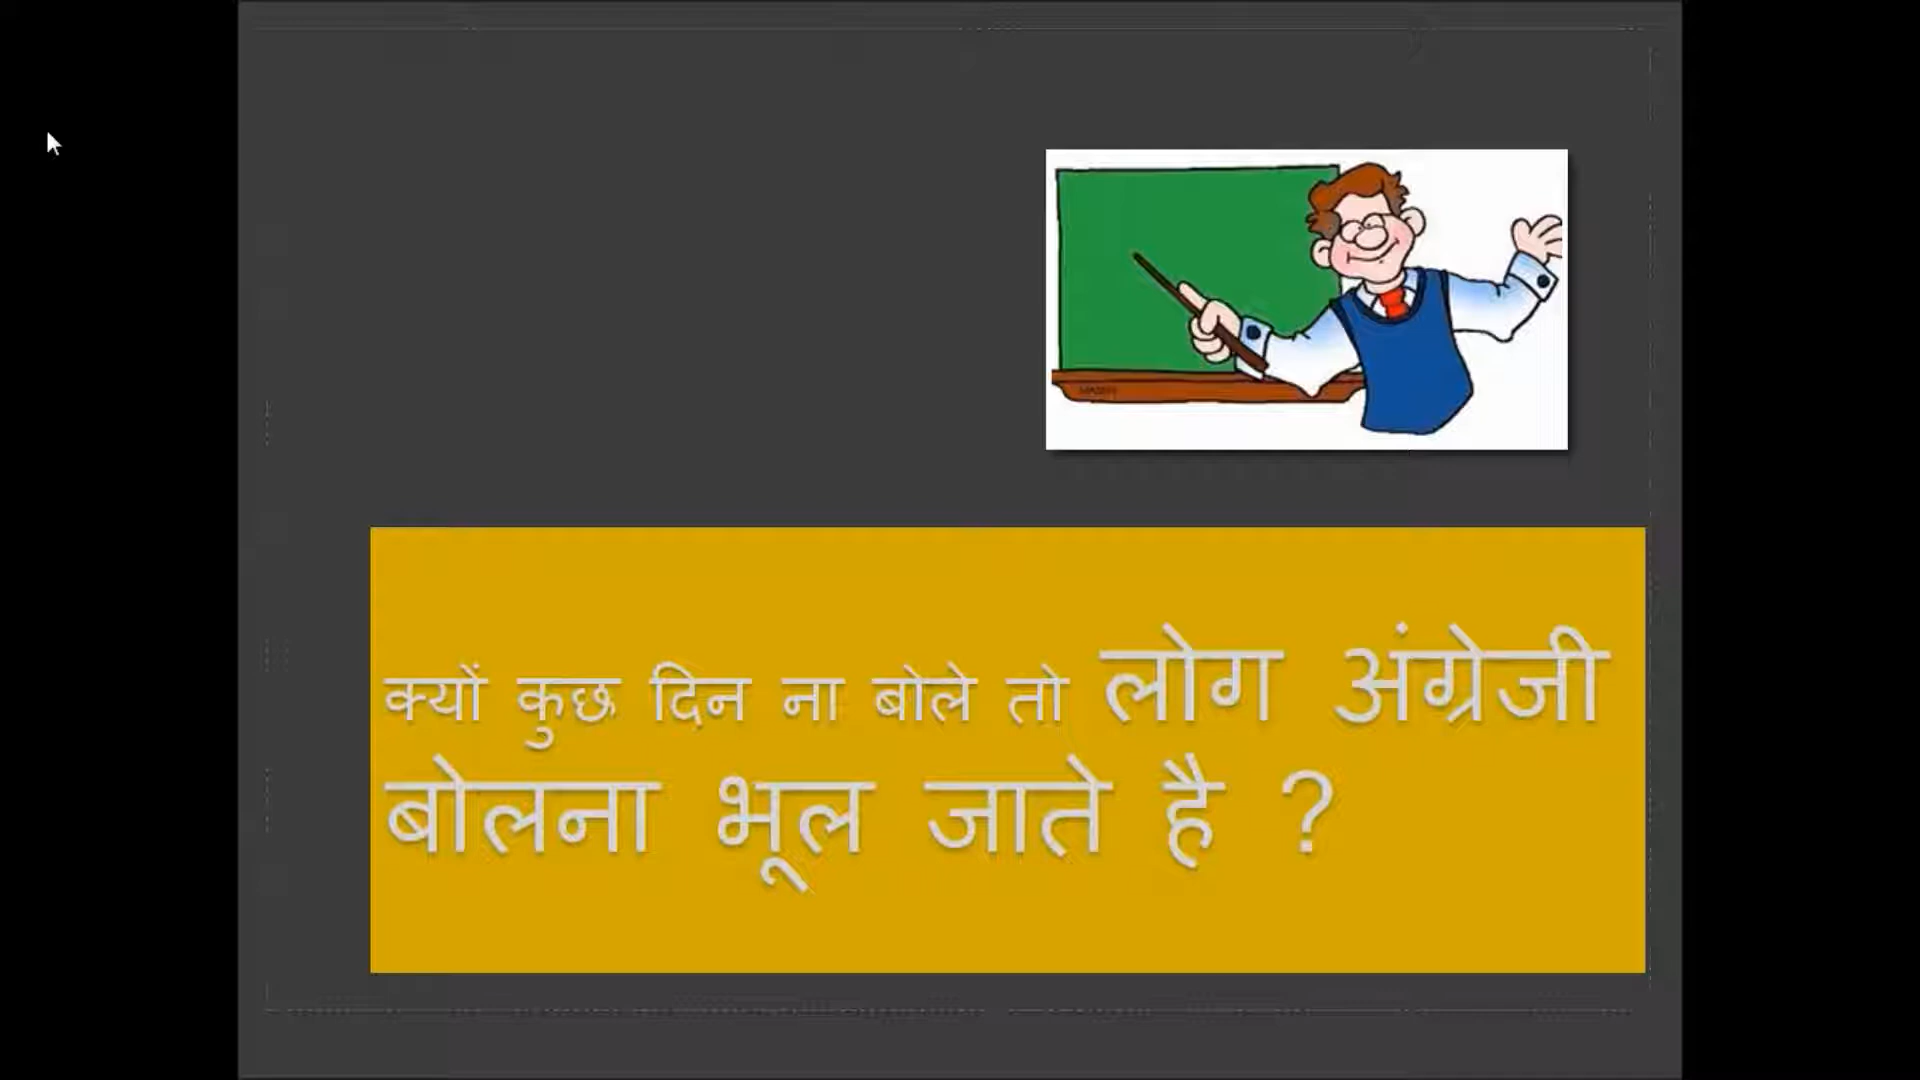 क्यों कुछ दिन ना बोले तो लोग अंग्रेजी
बोलना भूल जाते है ?